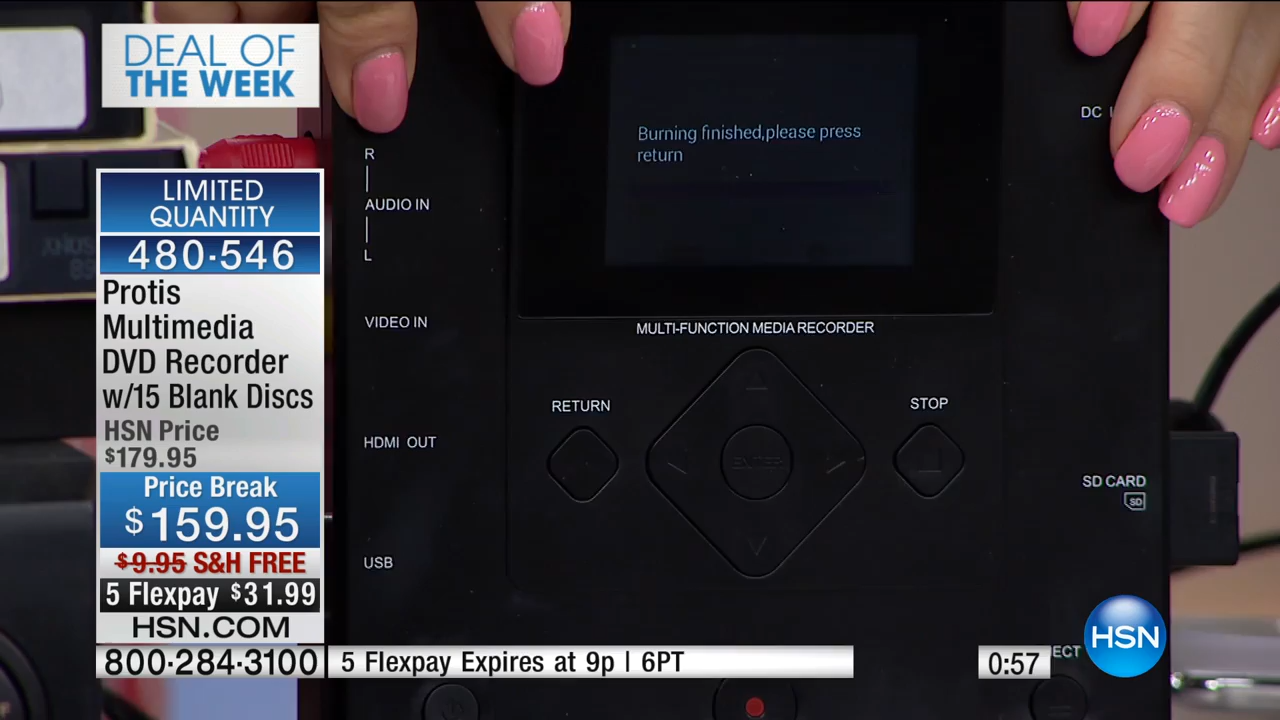 DEAL OF
THE WEEK
LIMITED
QUANTITY
480-546
Protis
Multimedia
DVD Recorder
w/15 Blank Discs
HSN Price
$179.95
Price Break
$159.95
$9.95 S&H FREE
5 Flexpay $31.99
HSN.COM
800-284-3100
5 Flexpay Expires at 9p | 6PT
0:57
HSN
Burning finished,please press
return
R
AUDIO IN
L
VIDEO IN
HDMI OUT
USB
MULTI-FUNCTION MEDIA RECORDER
RETURN
ENTER
STOP
DC
SD CARD
SD
ECT